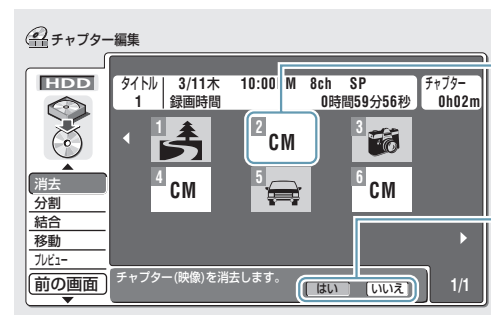 チャプター編集
HDD
タイトル 3/11木 10:00PM 8ch SP チャプター
1 録画時間 0時間59分56秒 0h02m
1 2 CM 3
4 CM 5 6 CM
消去
分割
結合
移動
プレビュー
前の画面
チャプター(映像)を消去します。
はい いいえ 1/1